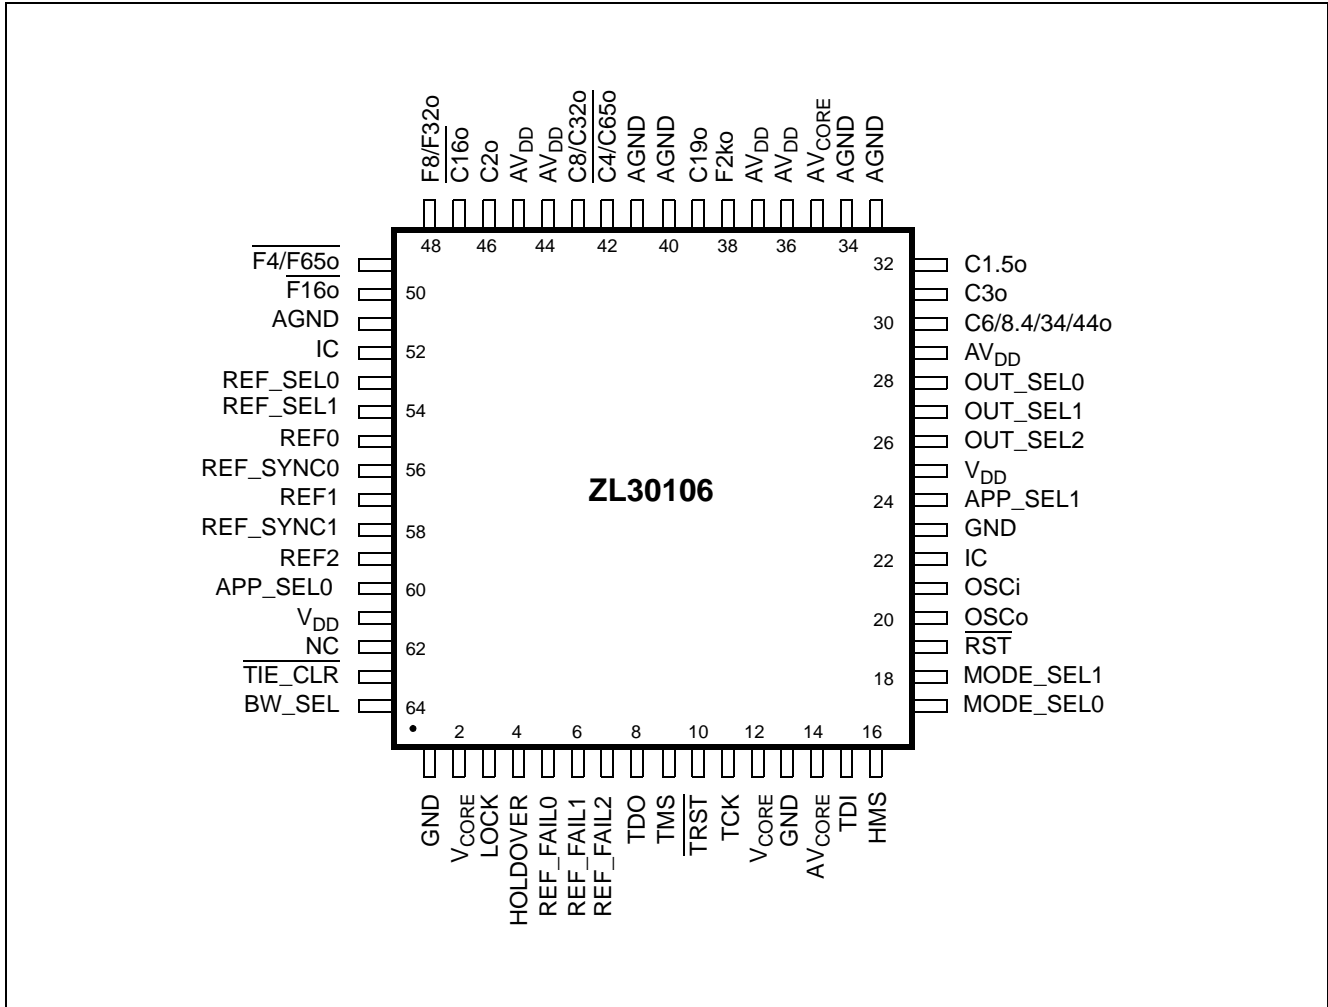 F8/F32o
C16o
C2o
AVDD
AVDD
C8/C32o
C4/C65o
AGND
AGND
C19o
F2ko
AVDD
AVDD
AVCORE
AGND
AGND
48 46 44 42 40 38 36 34
F4/F65o
F16o 50
AGND
IC 52
REF_SEL0
REF_SEL1 54
REF0
REF_SYNC0 56
REF1
REF_SYNC1 58
REF2
APP_SEL0 60
VDD
NC 62
TIE_CLR
BW_SEL 64
ZL30106
32 C1.5o
C3o
30 C6/8.4/34/44o
AVDD
28 OUT_SEL0
OUT_SEL1
26 OUT_SEL2
VDD
24 APP_SEL1
GND
22 IC
OSCi
20 OSCo
RST
18 MODE_SEL1
MODE_SEL0
2 4 6 8 10 12 14 16
GND
VCORE
LOCK
HOLDOVER
REF_FAIL0
REF_FAIL1
REF_FAIL2
TDO
TMS
TRST
TCK
VCORE
GND
AVCORE
TDI
HMS